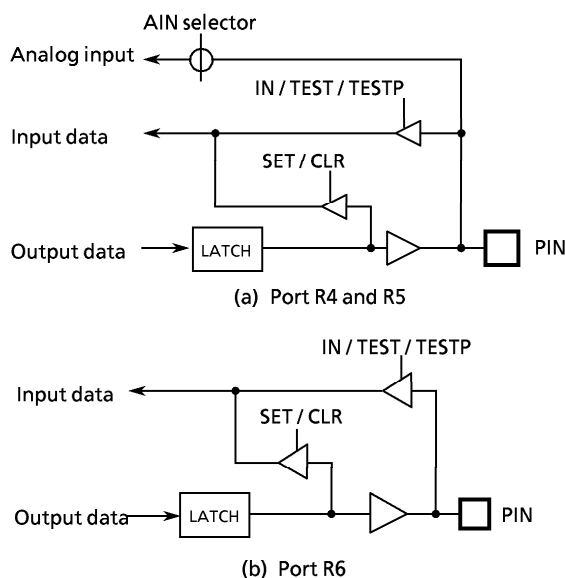 AIN selector
Analog input
IN / TEST / TESTP
Input data
SET / CLR
Output data
LATCH
PIN
(a) Port R4 and R5
IN / TEST / TESTP
Input data
SET / CLR
Output data
LATCH
PIN
(b) Port R6